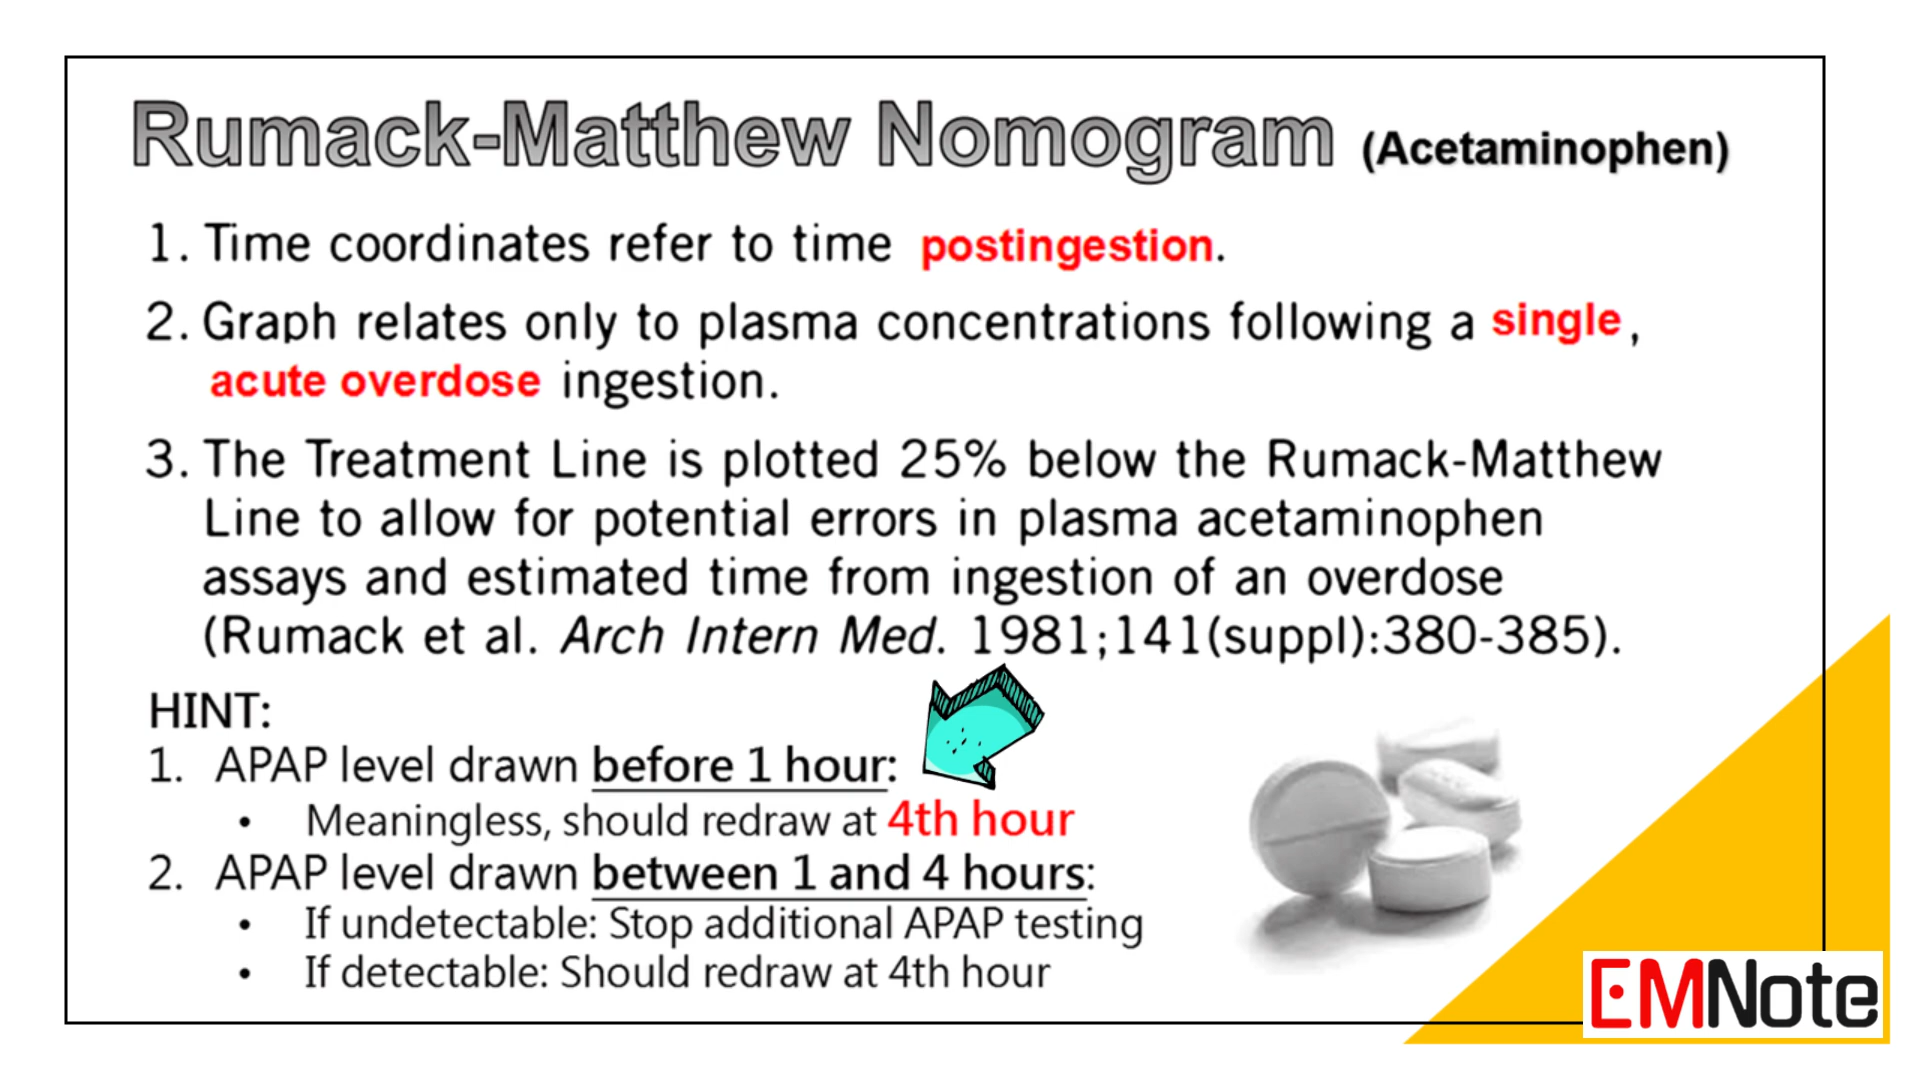 Rumack-Matthew Nomogram (Acetaminophen)
1. Time coordinates refer to time postingestion.
2. Graph relates only to plasma concentrations following a single,
acute overdose ingestion.
3. The Treatment Line is plotted 25% below the Rumack-Matthew
Line to allow for potential errors in plasma acetaminophen
assays and estimated time from ingestion of an overdose
(Rumack et al. Arch Intern Med. 1981;141(suppl):380-385).
HINT:
1. APAP level drawn before 1 hour:
• Meaningless, should redraw at 4th hour
2. APAP level drawn between 1 and 4 hours:
• If undetectable: Stop additional APAP testing
• If detectable: Should redraw at 4th hour
EMNote